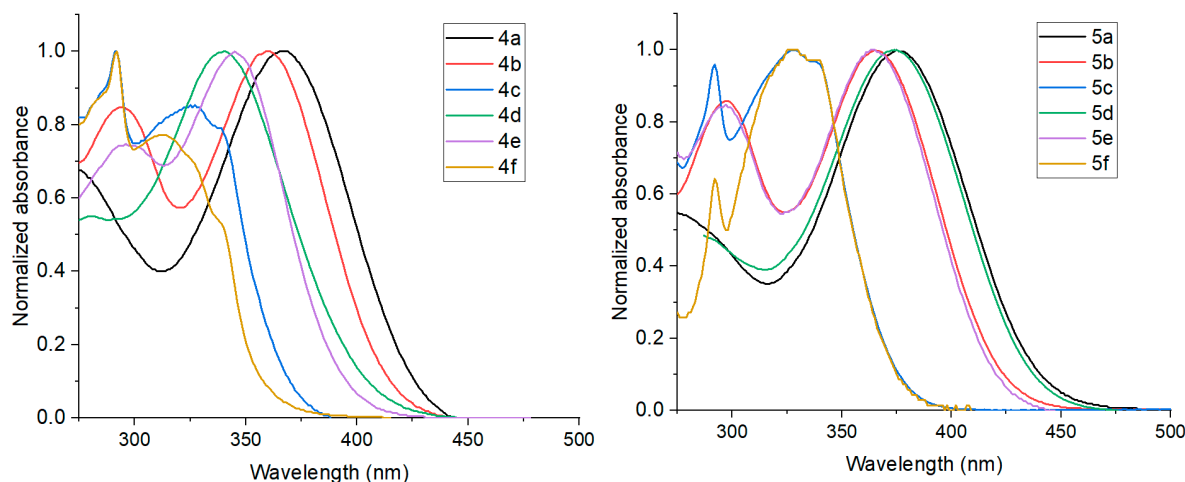 Normalized absorbance
1.0
0.8
0.6
0.4
0.2
0.0
300
350
400
450
500
Wavelength (nm)
4a
4b
4c
4d
4e
4f
Normalized absorbance
1.0
0.8
0.6
0.4
0.2
0.0
300
350
400
450
500
Wavelength (nm)
5a
5b
5c
5d
5e
5f